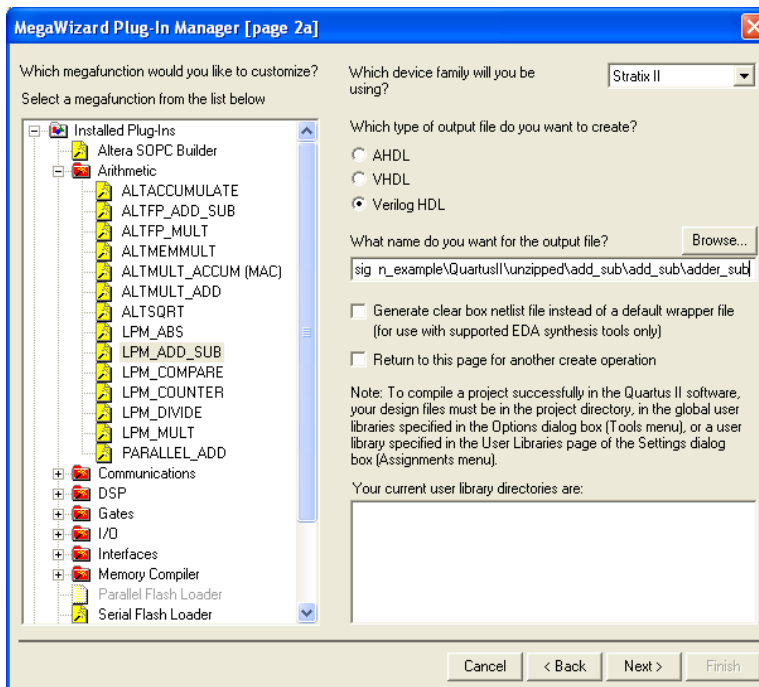 MegaWizard Plug-In Manager [page 2a]
Which megafunction would you like to customize?
Select a megafunction from the list below
Installed Plug-Ins
Altera SOPC Builder
Arithmetic
ALTACCUMULATE
ALTFP_ADD_SUB
ALTFP_MULT
ALTMEMMULT
ALTMULT_ACCUM (MAC)
ALTMULT_ADD
ALTSQRT
LPM_ABS
LPM_ADD_SUB
LPM_COMPARE
LPM_COUNTER
LPM_DIVIDE
LPM_MULT
PARALLEL_ADD
Communications
DSP
Gates
I/O
Interfaces
Memory Compiler
Parallel Flash Loader
Serial Flash Loader
Which device family will you be
using?
Stratix II
Which type of output file do you want to create?
AHDL
VHDL
Verilog HDL
What name do you want for the output file?
Browse...
sig n_example\QuartusII\unzipped\add_sub\add_sub\adder_sub
Generate clear box netlist file instead of a default wrapper file
(for use with supported EDA synthesis tools only)
Return to this page for another create operation
Note: To compile a project successfully in the Quartus II software,
your design files must be in the project directory, in the global user
libraries specified in the Options dialog box (Tools menu), or a user
library specified in the User Libraries page of the Settings dialog
box (Assignments menu).
Your current user library directories are:
Cancel
< Back
Next >
Finish